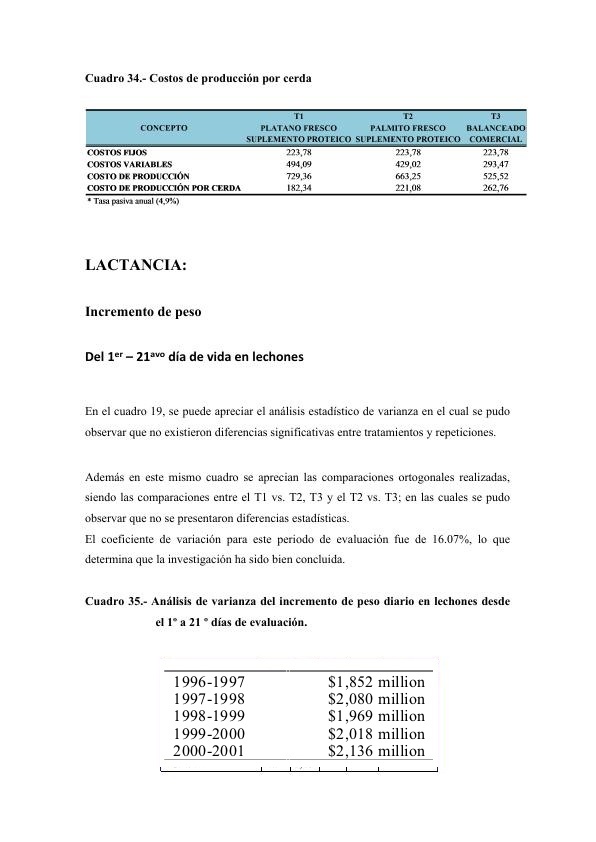 Cuadro 34.- Costos de producción por cerda
CONCEPTO T1 PLATANO FRESCO SUPLEMENTO PROTEICO T2 PALMITO FRESCO SUPLEMENTO PROTEICO T3 BALANCEADO COMERCIAL
COSTOS FIJOS 223,78 223,78 223,78
COSTOS VARIABLES 494,09 429,02 293,47
COSTO DE PRODUCCIÓN 729,36 663,25 525,52
COSTO DE PRODUCCIÓN POR CERDA 182,34 221,08 262,76
* Tasa pasiva anual (4,9%)
LACTANCIA:
Incremento de peso
Del 1er – 21avo día de vida en lechones
En el cuadro 19, se puede apreciar el análisis estadístico de varianza en el cual se pudo
observar que no existieron diferencias significativas entre tratamientos y repeticiones.
Además en este mismo cuadro se aprecian las comparaciones ortogonales realizadas,
siendo las comparaciones entre el T1 vs. T2, T3 y el T2 vs. T3; en las cuales se pudo
observar que no se presentaron diferencias estadísticas.
El coeficiente de variación para este periodo de evaluación fue de 16.07%, lo que
determina que la investigación ha sido bien concluida.
Cuadro 35.- Análisis de varianza del incremento de peso diario en lechones desde
el 1º a 21 º días de evaluación.
1996-1997 $1,852 million
1997-1998 $2,080 million
1998-1999 $1,969 million
1999-2000 $2,018 million
2000-2001 $2,136 million